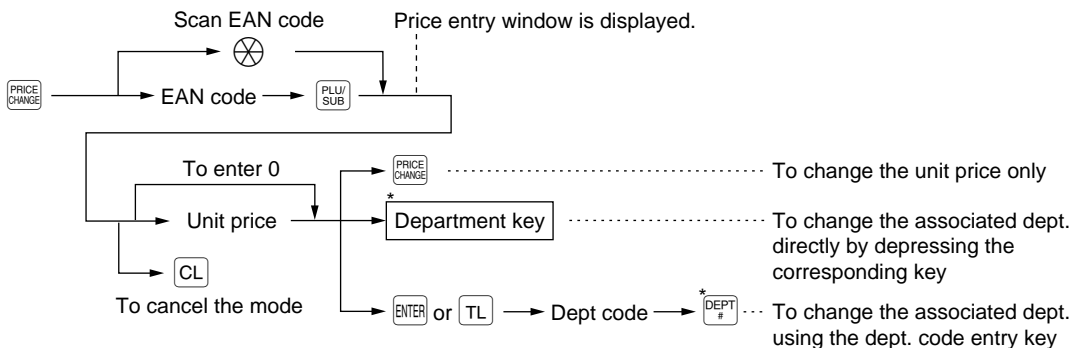 Scan EAN code
Price entry window is displayed.
PRICE
CHANGE
EAN code
PLU/
SUB
To enter 0
PRICE
CHANGE
To change the unit price only
Unit price
*
Department key
To change the associated dept.
directly by depressing the
corresponding key
CL
To cancel the mode
ENTER or TL
Dept code
*
DEPT
#
To change the associated dept.
using the dept. code entry key